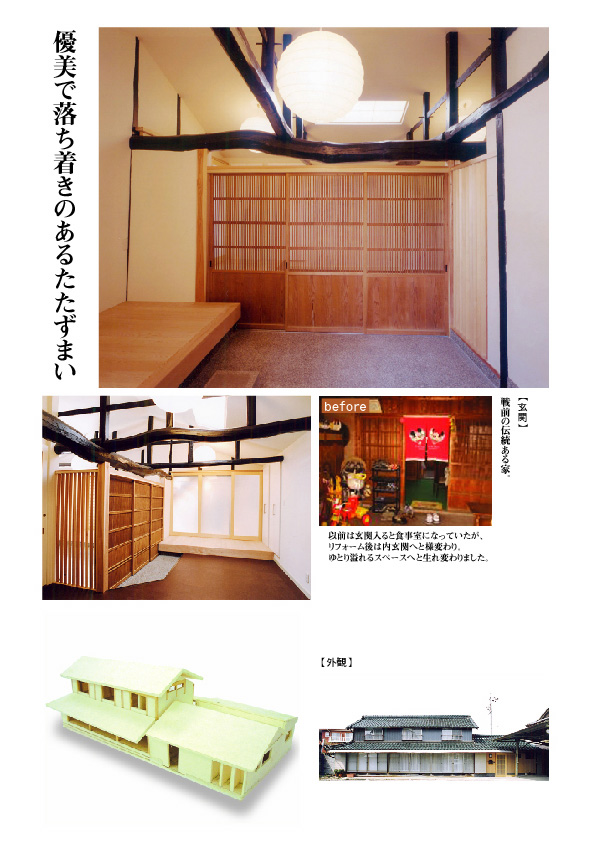 優美で落ち着きのあるたたずまい
before
【玄関】
戦前の伝統ある家。
以前は玄関入ると食事室になっていたが、
リフォーム後は内玄関へと様変わり。
ゆとり溢れるスペースへと生れ変わりました。
【外観】